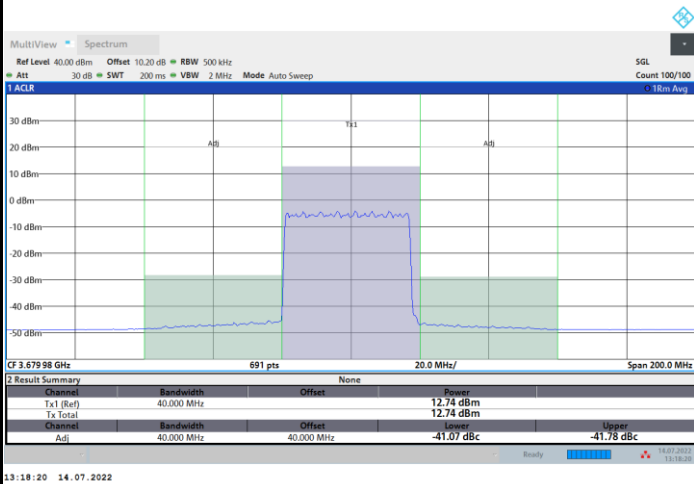 MultiView Spectrum
Ref Level 40.00 dBm Offset 10.20 dB RBW 500 kHz SGL
Att 30 dB SWT 200 ms VBW 2 MHz Mode Auto Sweep Count 100/100
1 ACLR 1Rm Avg
Tx1
Adj Adj
30 dBm
20 dBm
10 dBm
0 dBm
-10 dBm
-20 dBm
-30 dBm
-40 dBm
-50 dBm
CF 3.679 98 GHz 691 pts 20.0 MHz/ Span 200.0 MHz
2 Result Summary None
Channel Bandwidth Offset Power
Tx1 (Ref) 40.000 MHz 12.74 dBm
Tx Total 12.74 dBm
Channel Bandwidth Offset Lower Upper
Adj 40.000 MHz 40.000 MHz -41.07 dBc -41.78 dBc
Ready 14.07.2022
13:18:20
13:18:20 14.07.2022